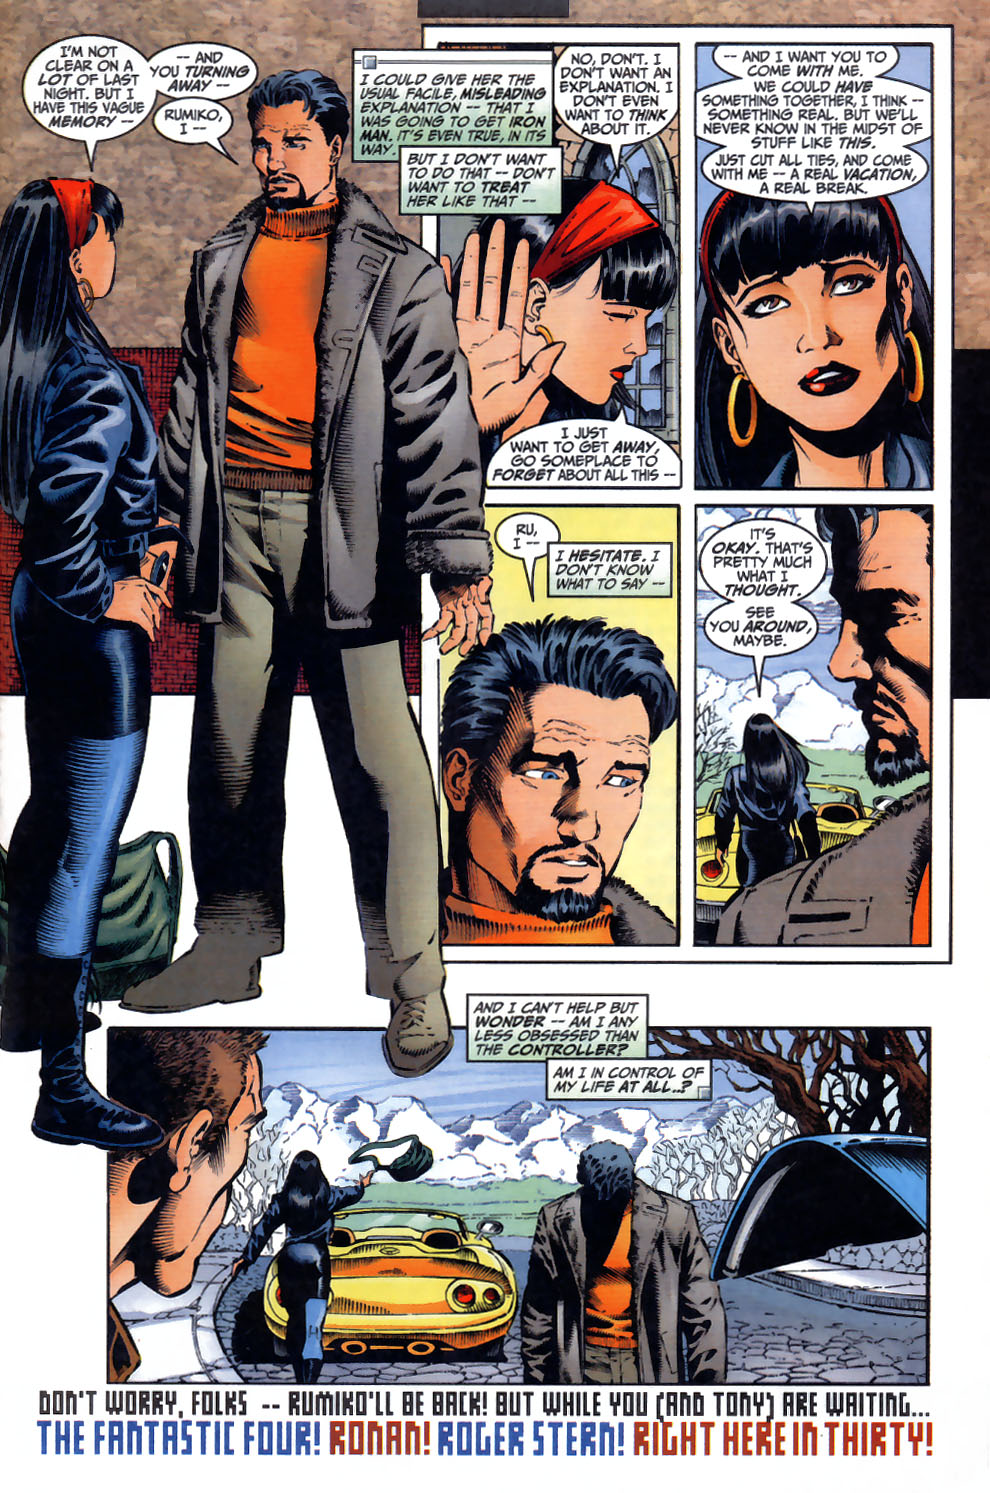 I'M NOT
CLEAR ON A
LOT OF LAST
NIGHT. BUT I
HAVE THIS VAGUE
MEMORY --
-- AND
YOU TURNING
AWAY --
RUMIKO,
I --
I COULD GIVE HER THE
USUAL FACILE, MISLEADING
EXPLANATION -- THAT I
WAS GOING TO GET IRON
MAN. IT'S EVEN TRUE, IN ITS
WAY.
BUT I DON'T WANT
TO DO THAT -- DON'T
WANT TO TREAT
HER LIKE THAT --
NO, DON'T. I
DON'T WANT AN
EXPLANATION. I
DON'T EVEN
WANT TO THINK
ABOUT IT.
I JUST
WANT TO GET AWAY,
GO SOMEPLACE TO
FORGET ABOUT ALL THIS --
-- AND I WANT YOU TO
COME WITH ME.
WE COULD HAVE
SOMETHING TOGETHER, I THINK --
SOMETHING REAL. BUT WE'LL
NEVER KNOW IN THE MIDST OF
STUFF LIKE THIS.
JUST CUT ALL TIES, AND COME
WITH ME -- A REAL VACATION,
A REAL BREAK.
RU,
I --
I HESITATE. I
DON'T KNOW
WHAT TO SAY --
IT'S
OKAY. THAT'S
PRETTY MUCH
WHAT I
THOUGHT.
SEE
YOU AROUND,
MAYBE.
AND I CAN'T HELP BUT
WONDER -- AM I ANY
LESS OBSESSED THAN
THE CONTROLLER?
AM I IN CONTROL OF
MY LIFE AT ALL..?
DON'T WORRY, FOLKS -- RUMIKO'LL BE BACK! BUT WHILE YOU (AND TONY) ARE WAITING...
THE FANTASTIC FOUR! RONAN! ROGER STERN! RIGHT HERE IN THIRTY!